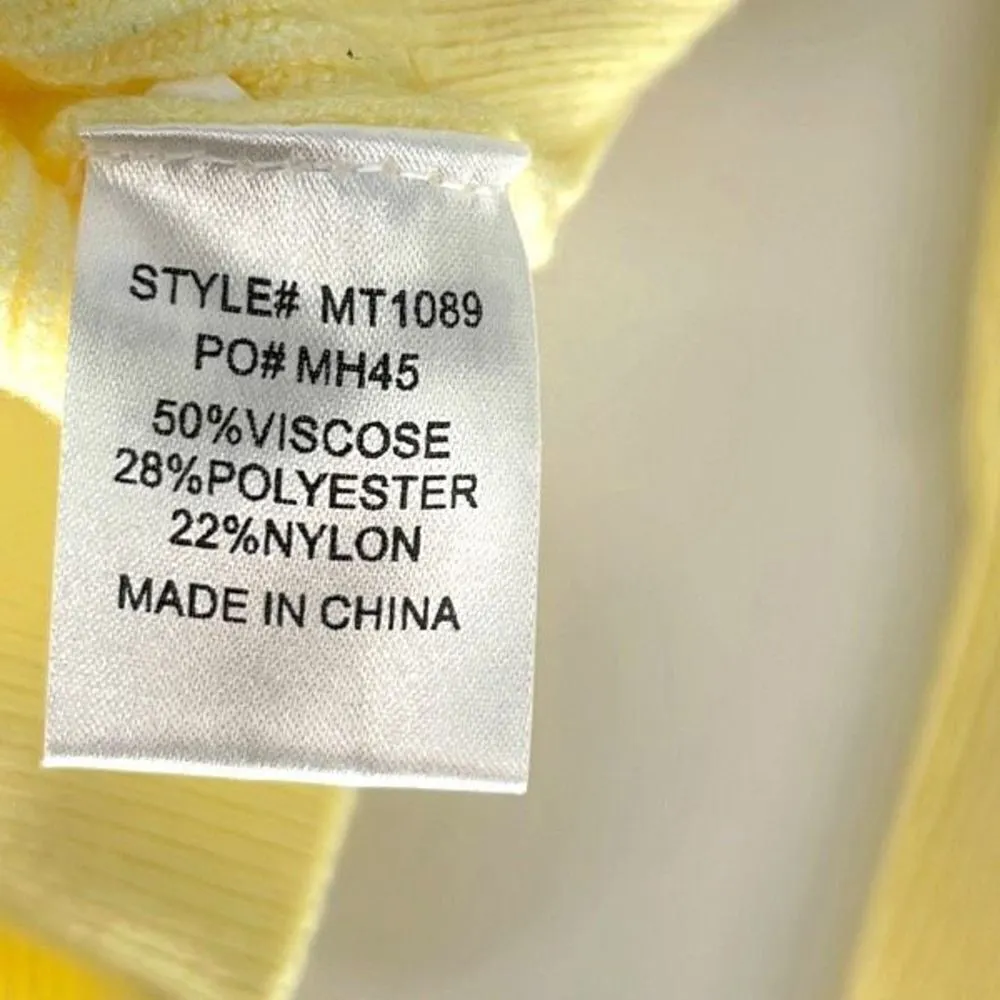 STYLE# MT1089
PO# MH45
50%VISCOSE
28%POLYESTER
22%NYLON
MADE IN CHINA